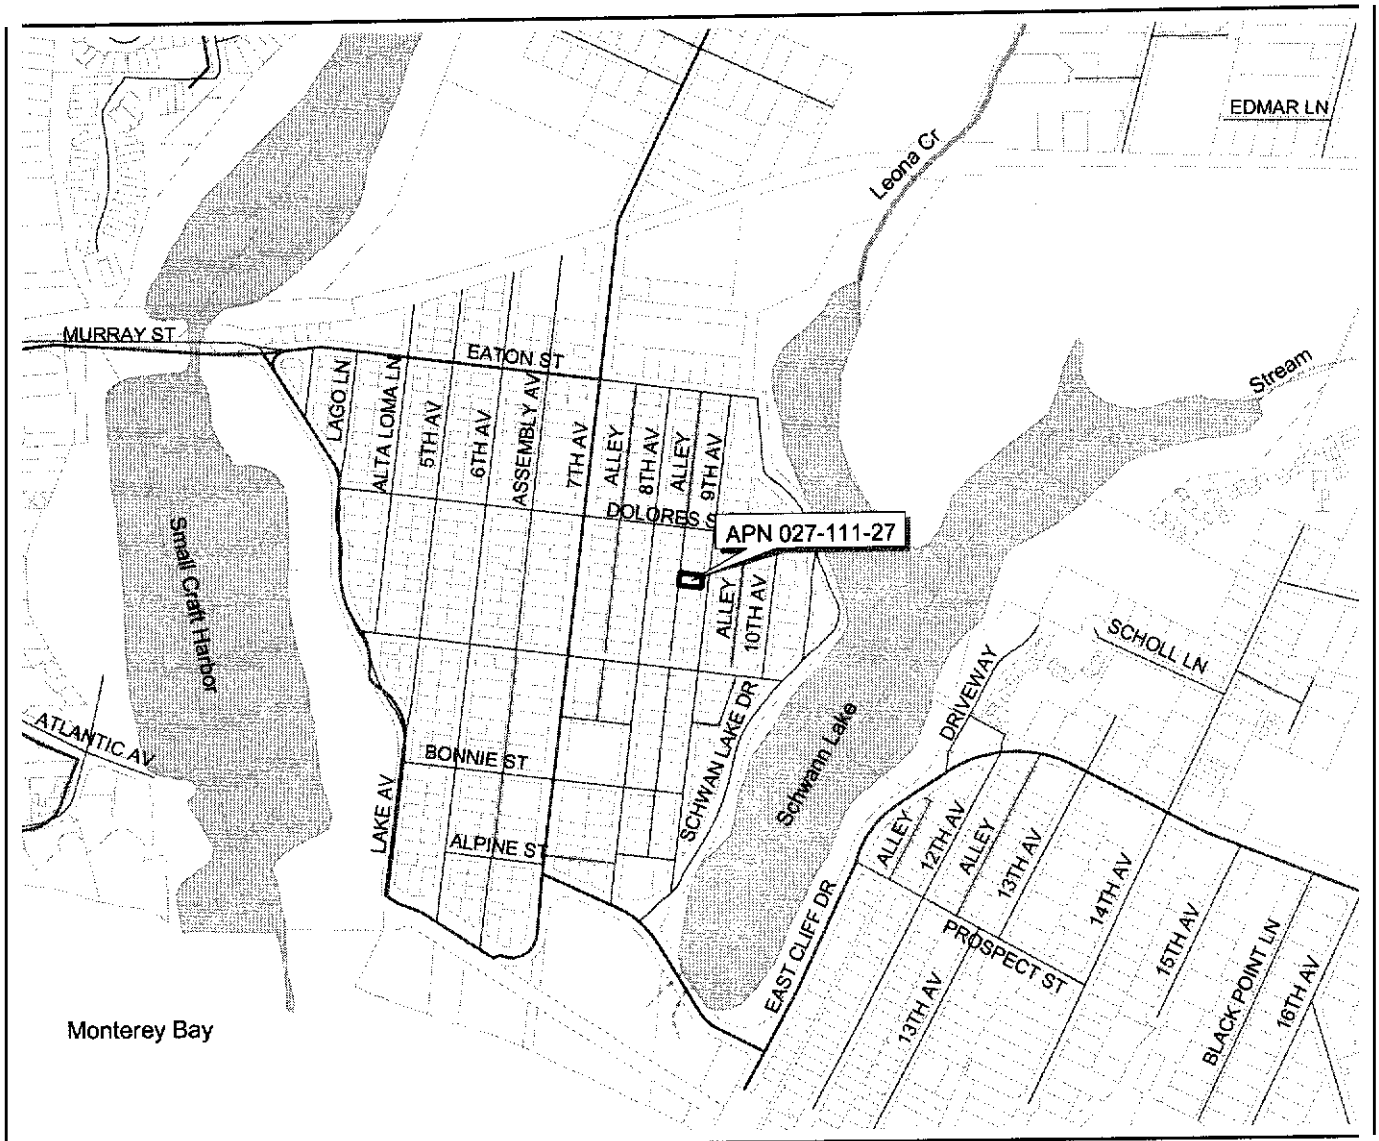 EDMAR LN
Leona Cr
MURRAY ST
EATON ST
Stream
LAGO LN
ALTA LOMA LN
5TH AV
6TH AV
ASSEMBLY AV
7TH AV
ALLEY
8TH AV
ALLEY
9TH AV
DOLORES S
APN 027-111-27
Small Craft Harbor
ALLEY
10TH AV
SCHOLL LN
DRIVEWAY
ATLANTIC AV
BONNIE ST
SCHWAN LAKE DR
Schwann Lake
LAKE AV
ALPINE ST
ALLEY
12TH AV
ALLEY
13TH AV
14TH AV
EAST CLIFF DR
PROSPECT ST
15TH AV
13TH AV
BLACK POINT LN
16TH AV
Monterey Bay